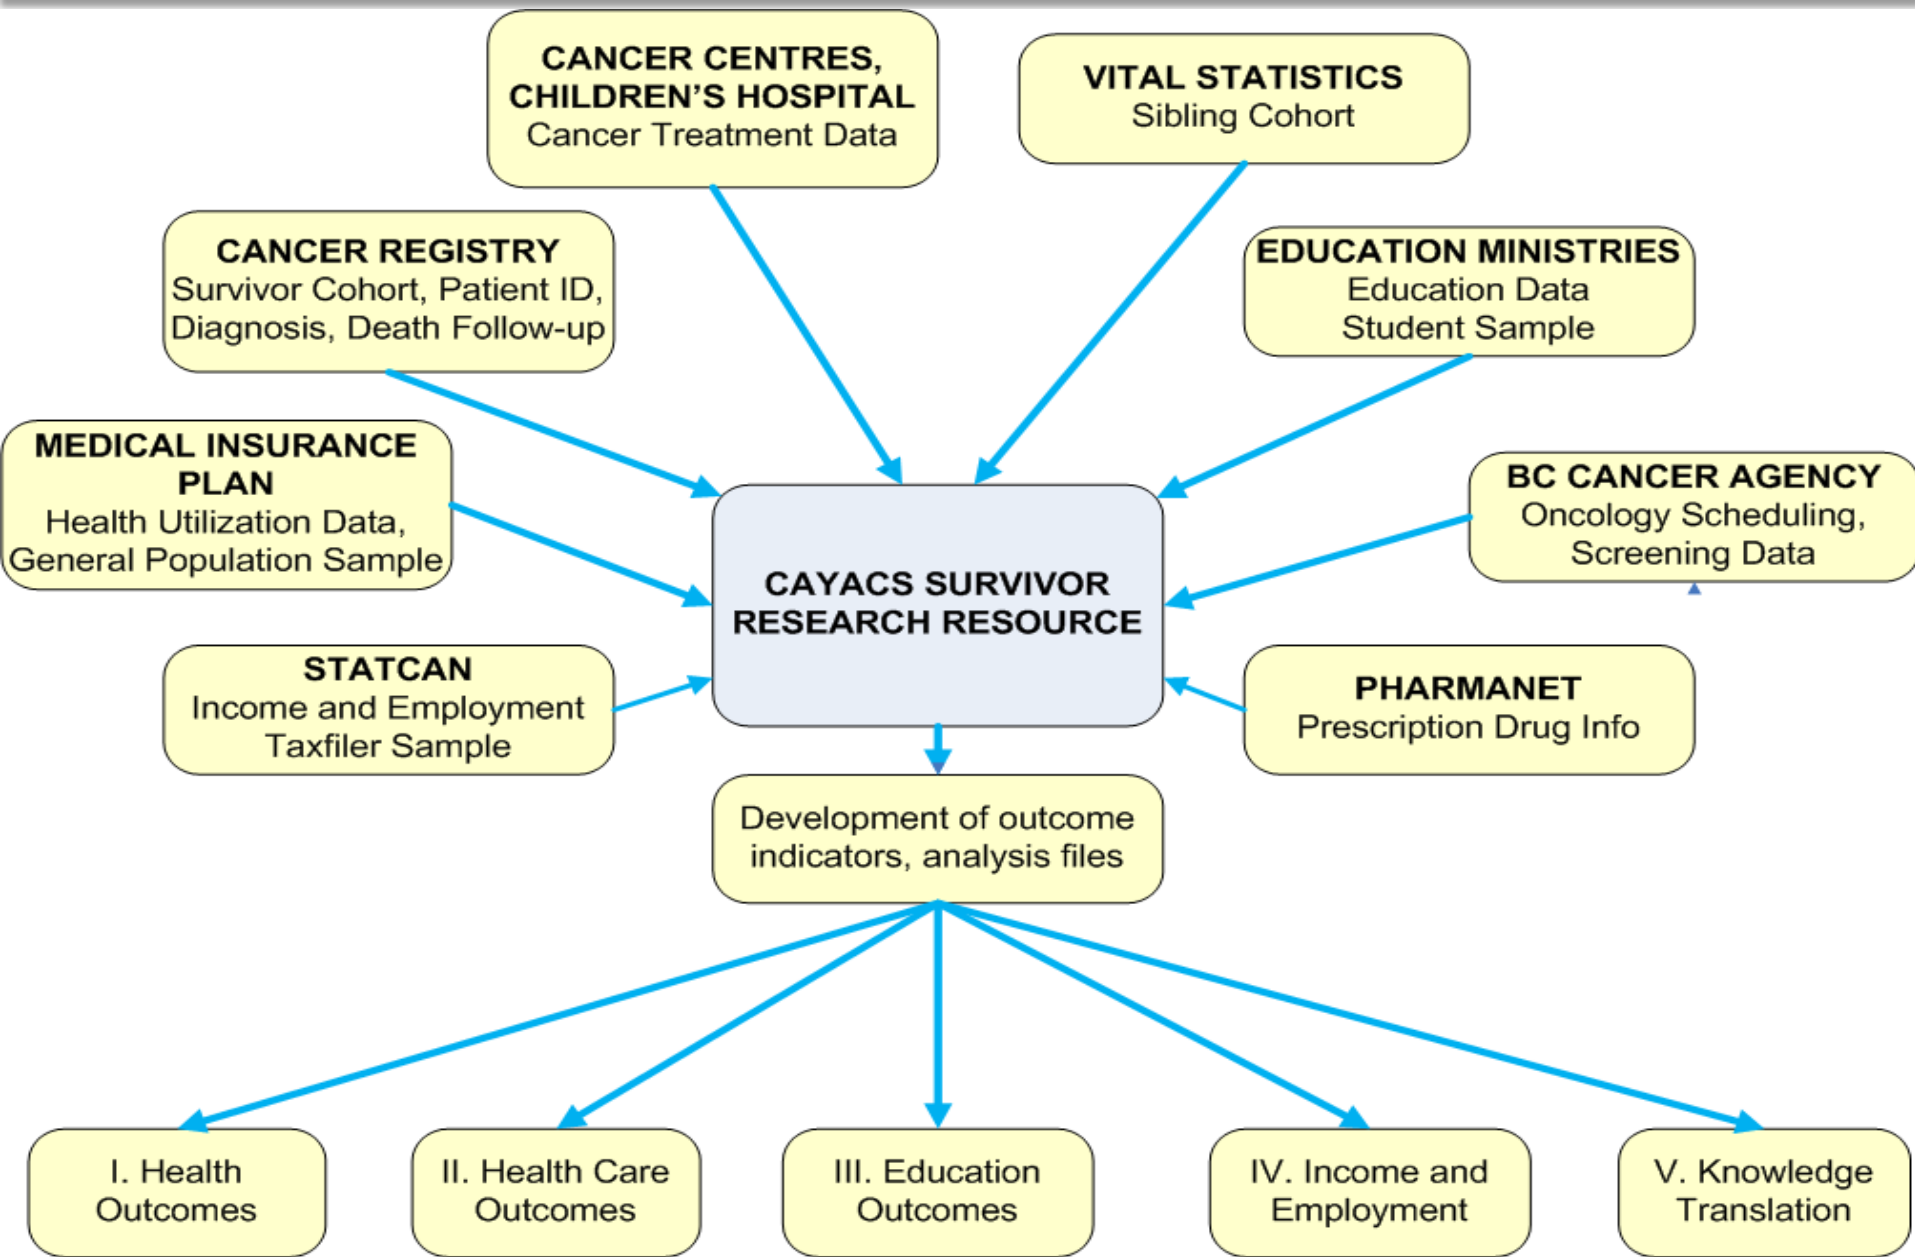 CANCER CENTRES,
CHILDREN'S HOSPITAL
Cancer Treatment Data
VITAL STATISTICS
Sibling Cohort
CANCER REGISTRY
Survivor Cohort, Patient ID,
Diagnosis, Death Follow-up
EDUCATION MINISTRIES
Education Data
Student Sample
MEDICAL INSURANCE
PLAN
Health Utilization Data,
General Population Sample
BC CANCER AGENCY
Oncology Scheduling,
Screening Data
CAYACS SURVIVOR
RESEARCH RESOURCE
STATCAN
Income and Employment
Taxfiler Sample
PHARMANET
Prescription Drug Info
Development of outcome
indicators, analysis files
I. Health
Outcomes
II. Health Care
Outcomes
III. Education
Outcomes
IV. Income and
Employment
V. Knowledge
Translation